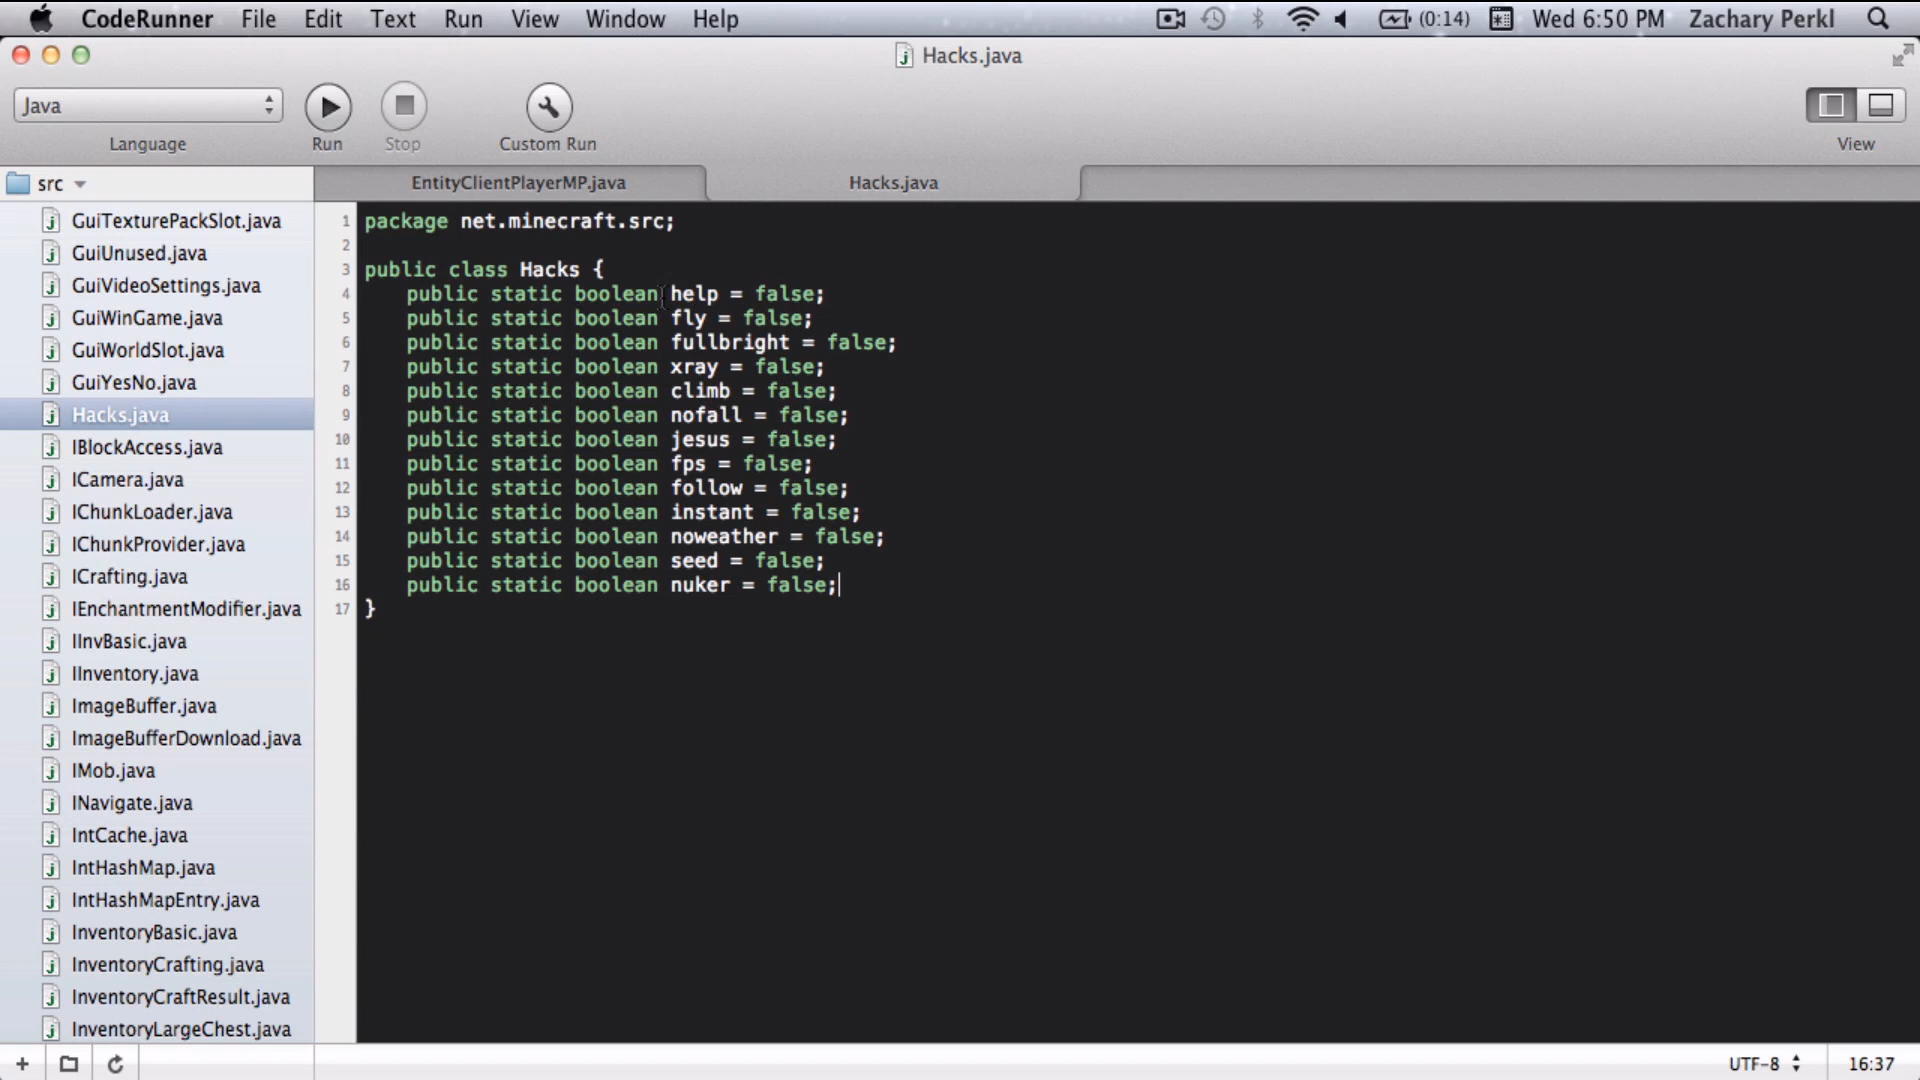 CodeRunner File Edit Text Run View Window Help (0:14) Wed 6:50 PM Zachary Perkl
Hacks.java
Java
Language Run Stop Custom Run View
src
EntityClientPlayerMP.java Hacks.java
GuiTexturePackSlot.java
GuiUnused.java
GuiVideoSettings.java
GuiWinGame.java
GuiWorldSlot.java
GuiYesNo.java
Hacks.java
IBlockAccess.java
ICamera.java
IChunkLoader.java
IChunkProvider.java
ICrafting.java
IEnchantmentModifier.java
IInvBasic.java
IInventory.java
ImageBuffer.java
ImageBufferDownload.java
IMob.java
INavigate.java
IntCache.java
IntHashMap.java
IntHashMapEntry.java
InventoryBasic.java
InventoryCrafting.java
InventoryCraftResult.java
InventoryLargeChest.java
1 package net.minecraft.src;
2
3 public class Hacks {
4 public static boolean help = false;
5 public static boolean fly = false;
6 public static boolean fullbright = false;
7 public static boolean xray = false;
8 public static boolean climb = false;
9 public static boolean nofall = false;
10 public static boolean jesus = false;
11 public static boolean fps = false;
12 public static boolean follow = false;
13 public static boolean instant = false;
14 public static boolean noweather = false;
15 public static boolean seed = false;
16 public static boolean nuker = false;
17 }
UTF-8 16:37